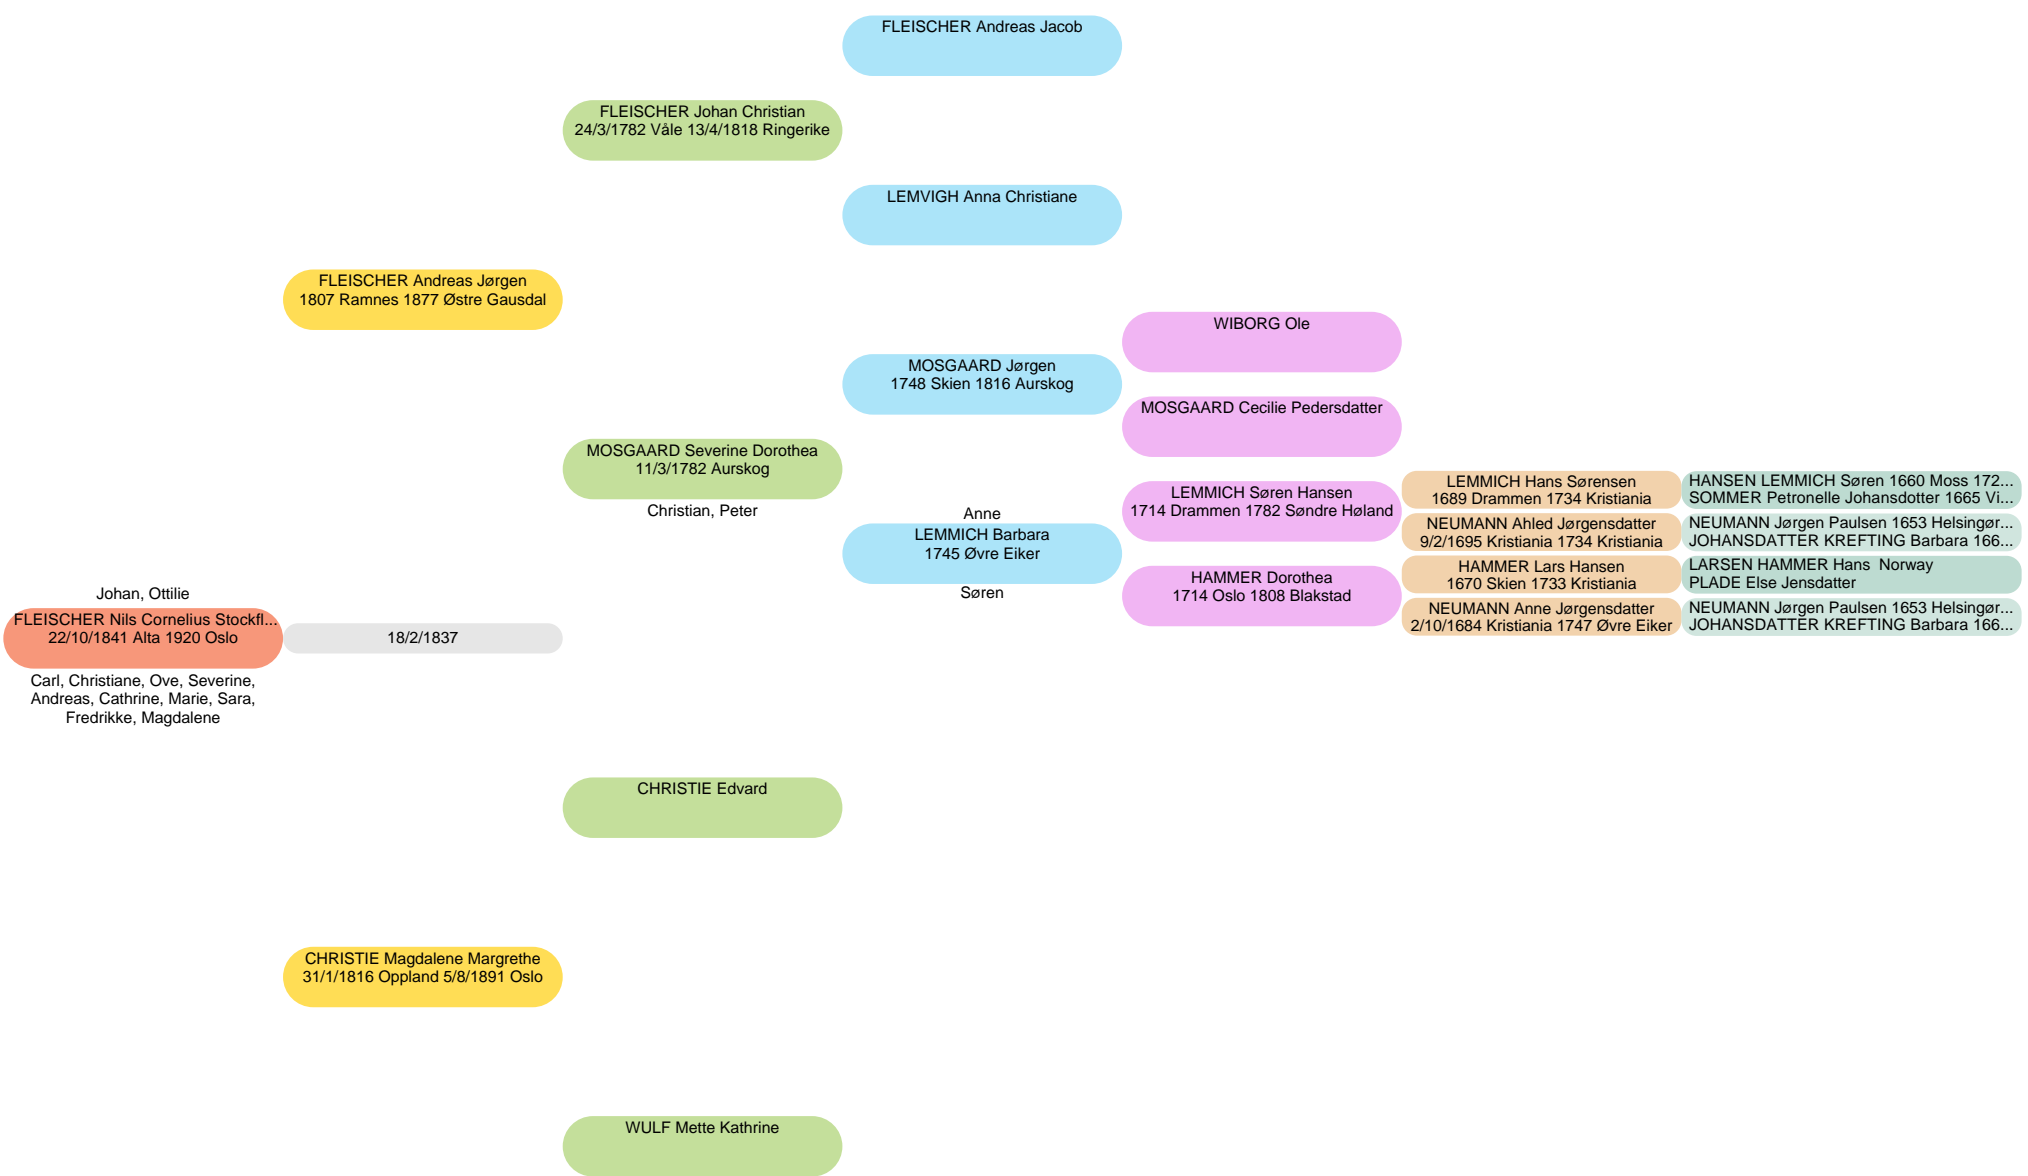 FLEISCHER Andreas Jacob
FLEISCHER Johan Christian
24/3/1782 Våle 13/4/1818 Ringerike
LEMVIGH Anna Christiane
FLEISCHER Andreas Jørgen
1807 Ramnes 1877 Østre Gausdal
WIBORG Ole
MOSGAARD Jørgen
1748 Skien 1816 Aurskog
MOSGAARD Cecilie Pedersdatter
MOSGAARD Severine Dorothea
11/3/1782 Aurskog
Christian, Peter
LEMMICH Søren Hansen
1714 Drammen 1782 Søndre Høland
LEMMICH Hans Sørensen
1689 Drammen 1734 Kristiania
HANSEN LEMMICH Søren 1660 Moss 172...
SOMMER Petronelle Johansdotter 1665 Vi...
NEUMANN Ahled Jørgensdatter
9/2/1695 Kristiania 1734 Kristiania
NEUMANN Jørgen Paulsen 1653 Helsingør...
JOHANSDATTER KREFTING Barbara 166...
Anne
LEMMICH Barbara
1745 Øvre Eiker
Søren
HAMMER Dorothea
1714 Oslo 1808 Blakstad
HAMMER Lars Hansen
1670 Skien 1733 Kristiania
LARSEN HAMMER Hans  Norway
PLADE Else Jensdatter
NEUMANN Anne Jørgensdatter
2/10/1684 Kristiania 1747 Øvre Eiker
NEUMANN Jørgen Paulsen 1653 Helsingør...
JOHANSDATTER KREFTING Barbara 166...
Johan, Ottilie
FLEISCHER Nils Cornelius Stockfl...
22/10/1841 Alta 1920 Oslo
18/2/1837
Carl, Christiane, Ove, Severine,
Andreas, Cathrine, Marie, Sara,
Fredrikke, Magdalene
CHRISTIE Edvard
CHRISTIE Magdalene Margrethe
31/1/1816 Oppland 5/8/1891 Oslo
WULF Mette Kathrine